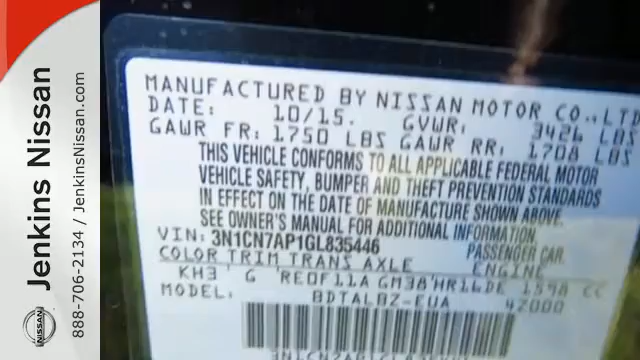 Jenkins Nissan
888-706-2134 / JenkinsNissan.com
NISSAN
MANUFACTURED BY NISSAN MOTOR CO.,LTD
DATE: 10/15. GVWR: 3426 LBS
GAWR FR: 1750 LBS GAWR RR: 1708 LBS
THIS VEHICLE CONFORMS TO ALL APPLICABLE FEDERAL MOTOR
VEHICLE SAFETY, BUMPER AND THEFT PREVENTION STANDARDS
IN EFFECT ON THE DATE OF MANUFACTURE SHOWN ABOVE.
SEE OWNER'S MANUAL FOR ADDITIONAL INFORMATION.
VIN: 3N1CN7AP1GL835446 PASSENGER CAR
COLOR TRIM TRANS AXLE ENGINE
KH3 G RE0F11A GM38 HR16DE 1598 CC
MODEL: BDTALBZ-EUA 42000